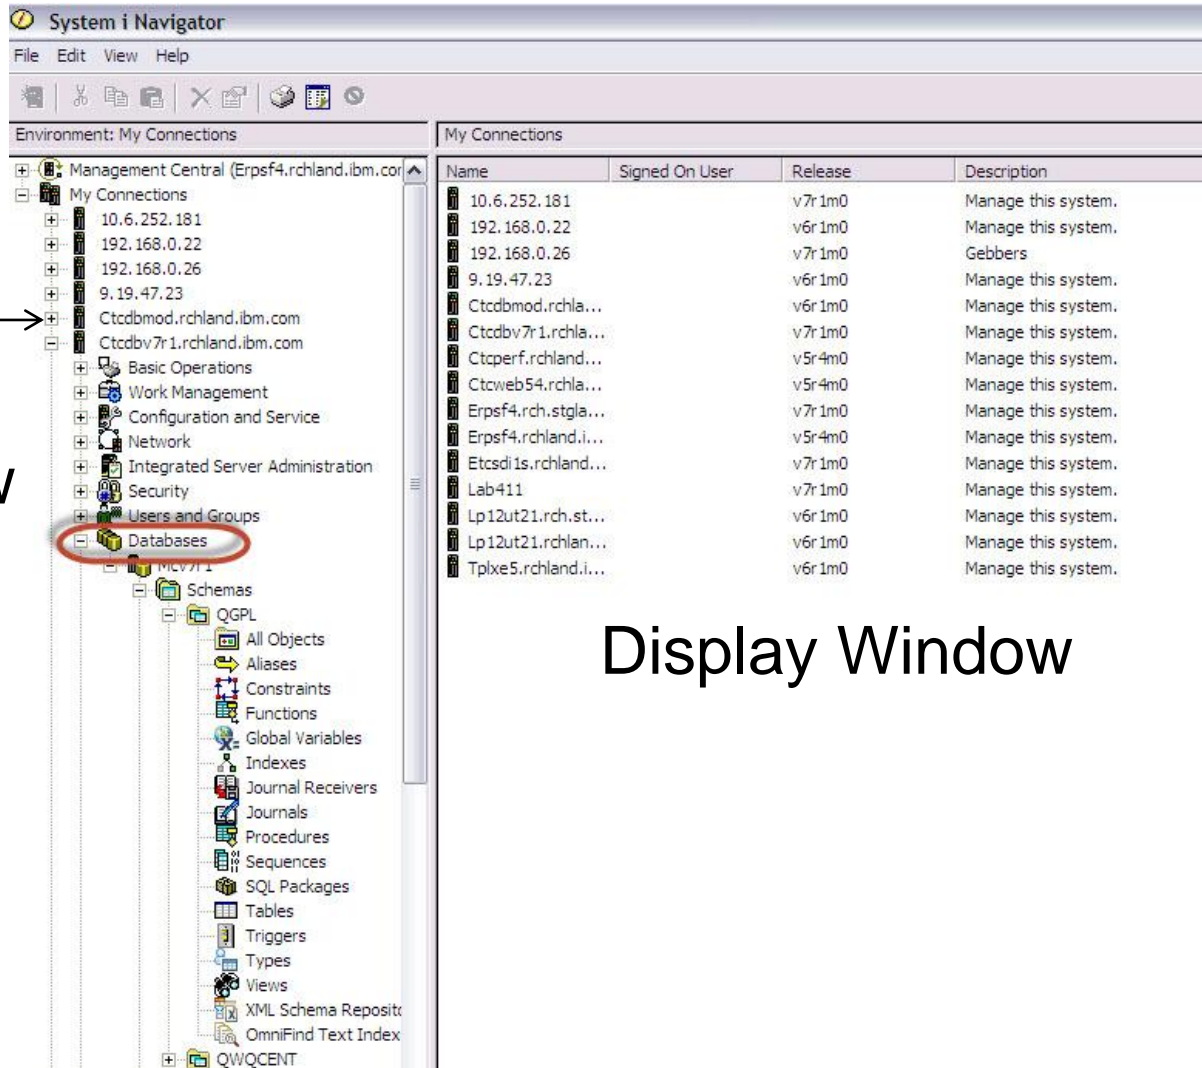 System i Navigator
File Edit View Help
Environment: My Connections
My Connections
Management Central (Erpsf4.rchland.ibm.cor
My Connections
10.6.252.181
192.168.0.22
192.168.0.26
9.19.47.23
Ctcdbmod.rchland.ibm.com
Ctcdbv7r1.rchland.ibm.com
Basic Operations
Work Management
Configuration and Service
Network
Integrated Server Administration
Security
Users and Groups
Databases
Mcv7r1
Schemas
QGPL
All Objects
Aliases
Constraints
Functions
Global Variables
Indexes
Journal Receivers
Journals
Procedures
Sequences
SQL Packages
Tables
Triggers
Types
Views
XML Schema Reposito
OmniFind Text Index
QWQCENT
w
Name Signed On User Release Description
10.6.252.181 v7r1m0 Manage this system.
192.168.0.22 v6r1m0 Manage this system.
192.168.0.26 v7r1m0 Gebbers
9.19.47.23 v6r1m0 Manage this system.
Ctcdbmod.rchla... v6r1m0 Manage this system.
Ctcdbv7r1.rchla... v7r1m0 Manage this system.
Ctcperf.rchland... v5r4m0 Manage this system.
Ctcweb54.rchla... v5r4m0 Manage this system.
Erpsf4.rch.stgla... v7r1m0 Manage this system.
Erpsf4.rchland.i... v5r4m0 Manage this system.
Etcsdi1s.rchland... v7r1m0 Manage this system.
Lab411 v7r1m0 Manage this system.
Lp12ut21.rch.st... v6r1m0 Manage this system.
Lp12ut21.rchlan... v6r1m0 Manage this system.
Tplxe5.rchland.i... v6r1m0 Manage this system.
Display Window